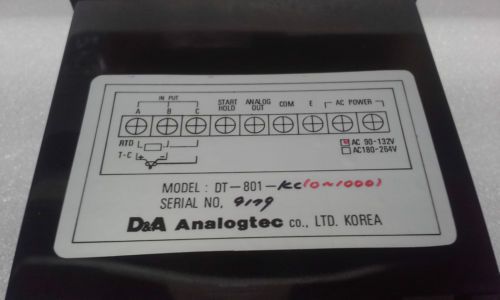 IN PUT
A B C START HOLD ANALOG OUT COM E AC POWER
RTD
T-C + -
AC 90-132V
AC180-264V
MODEL: DT-801-KC(0~1000)
SERIAL NO, 9179
D&A Analogtec CO., LTD. KOREA